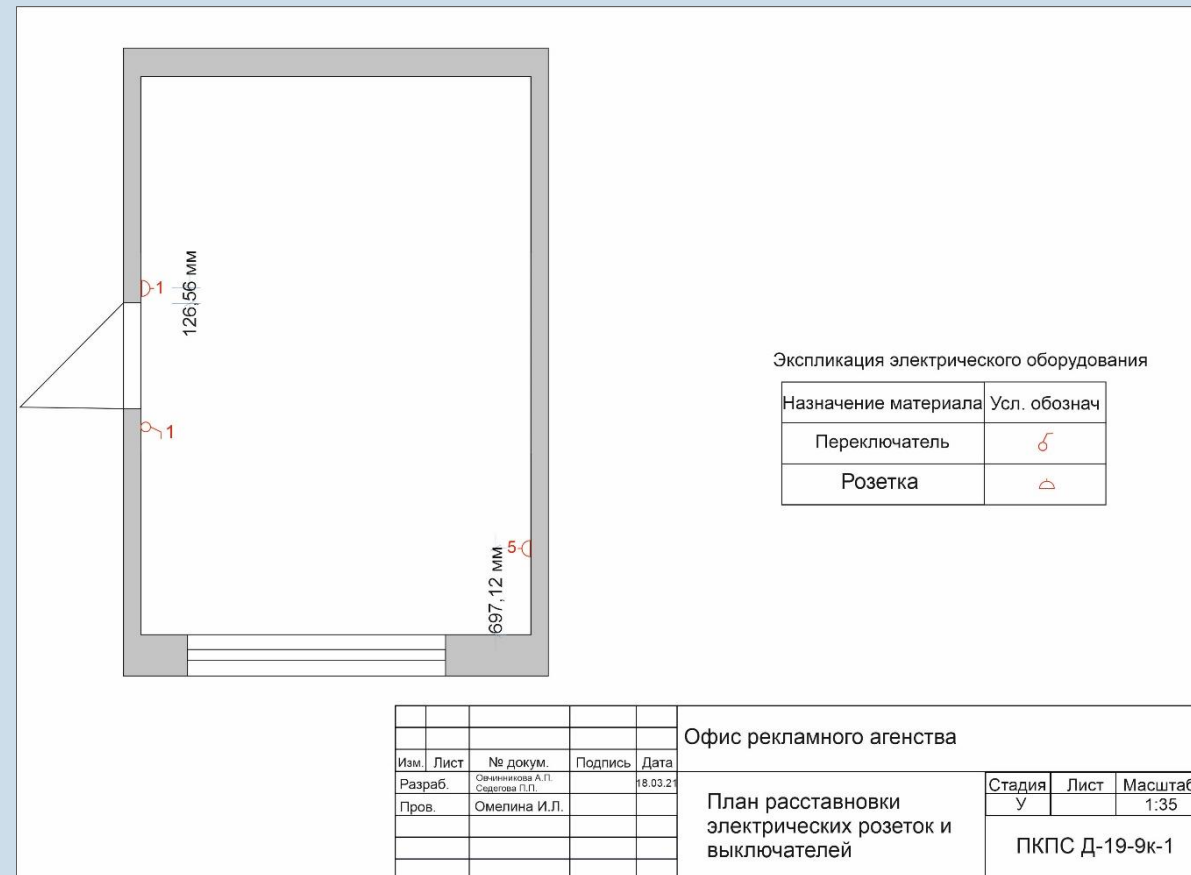 1
126,56 мм
1
5
697,12 мм
Экспликация электрического оборудования
Назначение материала Усл. обознач
Переключатель
Розетка
Офис рекламного агенства
Изм. Лист № докум. Подпись Дата
Разраб. Овчинникова А.П. Седегова П.П. 18.03.21
Пров. Омелина И.Л.
План расставновки
электрических розеток и
выключателей
Стадия Лист Масштаб
У 1:35
ПКПС Д-19-9к-1